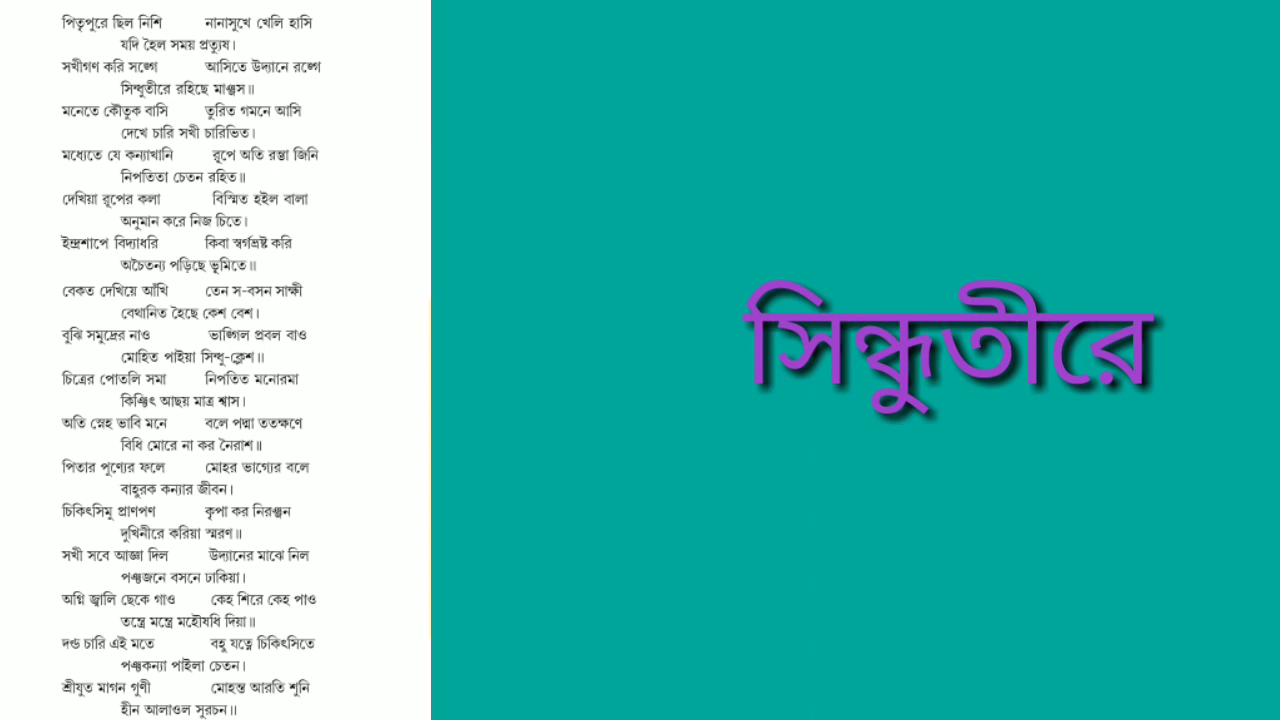 পিতৃপুরে ছিল নিশি নানাসুখে খেলি হাসি
যদি হৈল সময় প্রত্যুষ।
সখীগণ করি সঙ্গে আসিতে উদ্যানে রঙ্গে
সিন্ধুতীরে রহিছে মাঞ্জস॥
মনেতে কৌতুক বাসি তুরিত গমনে আসি
দেখে চারি সখী চারিভিত।
মধ্যেতে যে কন্যাখানি রূপে অতি রম্ভা জিনি
নিপতিতা চেতন রহিত॥
দেখিয়া রূপের কলা বিস্মিত হইল বালা
অনুমান করে নিজ চিতে।
ইন্দ্রশাপে বিদ্যাধরি কিবা স্বর্গভ্রষ্ট করি
অচৈতন্য পড়িছে ভূমিতে॥
বেকত দেখিয়ে আঁখি তেন স-বসন সাক্ষী
বেথানিত হৈছে কেশ বেশ।
বুঝি সমুদ্রের নাও ভাঙ্গিল প্রবল বাও
মোহিত পাইয়া সিন্ধু-ক্লেশ॥
চিত্রের পোতলি সমা নিপতিত মনোরমা
কিঞ্চিৎ আছয় মাত্র শ্বাস।
অতি স্নেহ ভাবি মনে বলে পদ্মা ততক্ষণে
বিধি মোরে না কর নৈরাশ॥
পিতার পুণ্যের ফলে মোহর ভাগ্যের বলে
বাহুরক কন্যার জীবন।
চিকিৎসিমু প্রাণপণ কৃপা কর নিরঞ্জন
দুখিনীরে করিয়া স্মরণ॥
সখী সবে আজ্ঞা দিল উদ্যানের মাঝে নিল
পঞ্চজনে বসনে ঢাকিয়া।
অগ্নি জ্বালি ছেকে গাও কেহ শিরে কেহ পাও
তন্ত্রে মন্ত্রে মহৌষধি দিয়া॥
দণ্ড চারি এই মতে বহু যত্নে চিকিৎসিতে
পঞ্চকন্যা পাইলা চেতন।
শ্রীযুত মাগন গুণী মোহন্ত আরতি শুনি
হীন আলাওল সুরচন॥
সিন্ধুতীরে